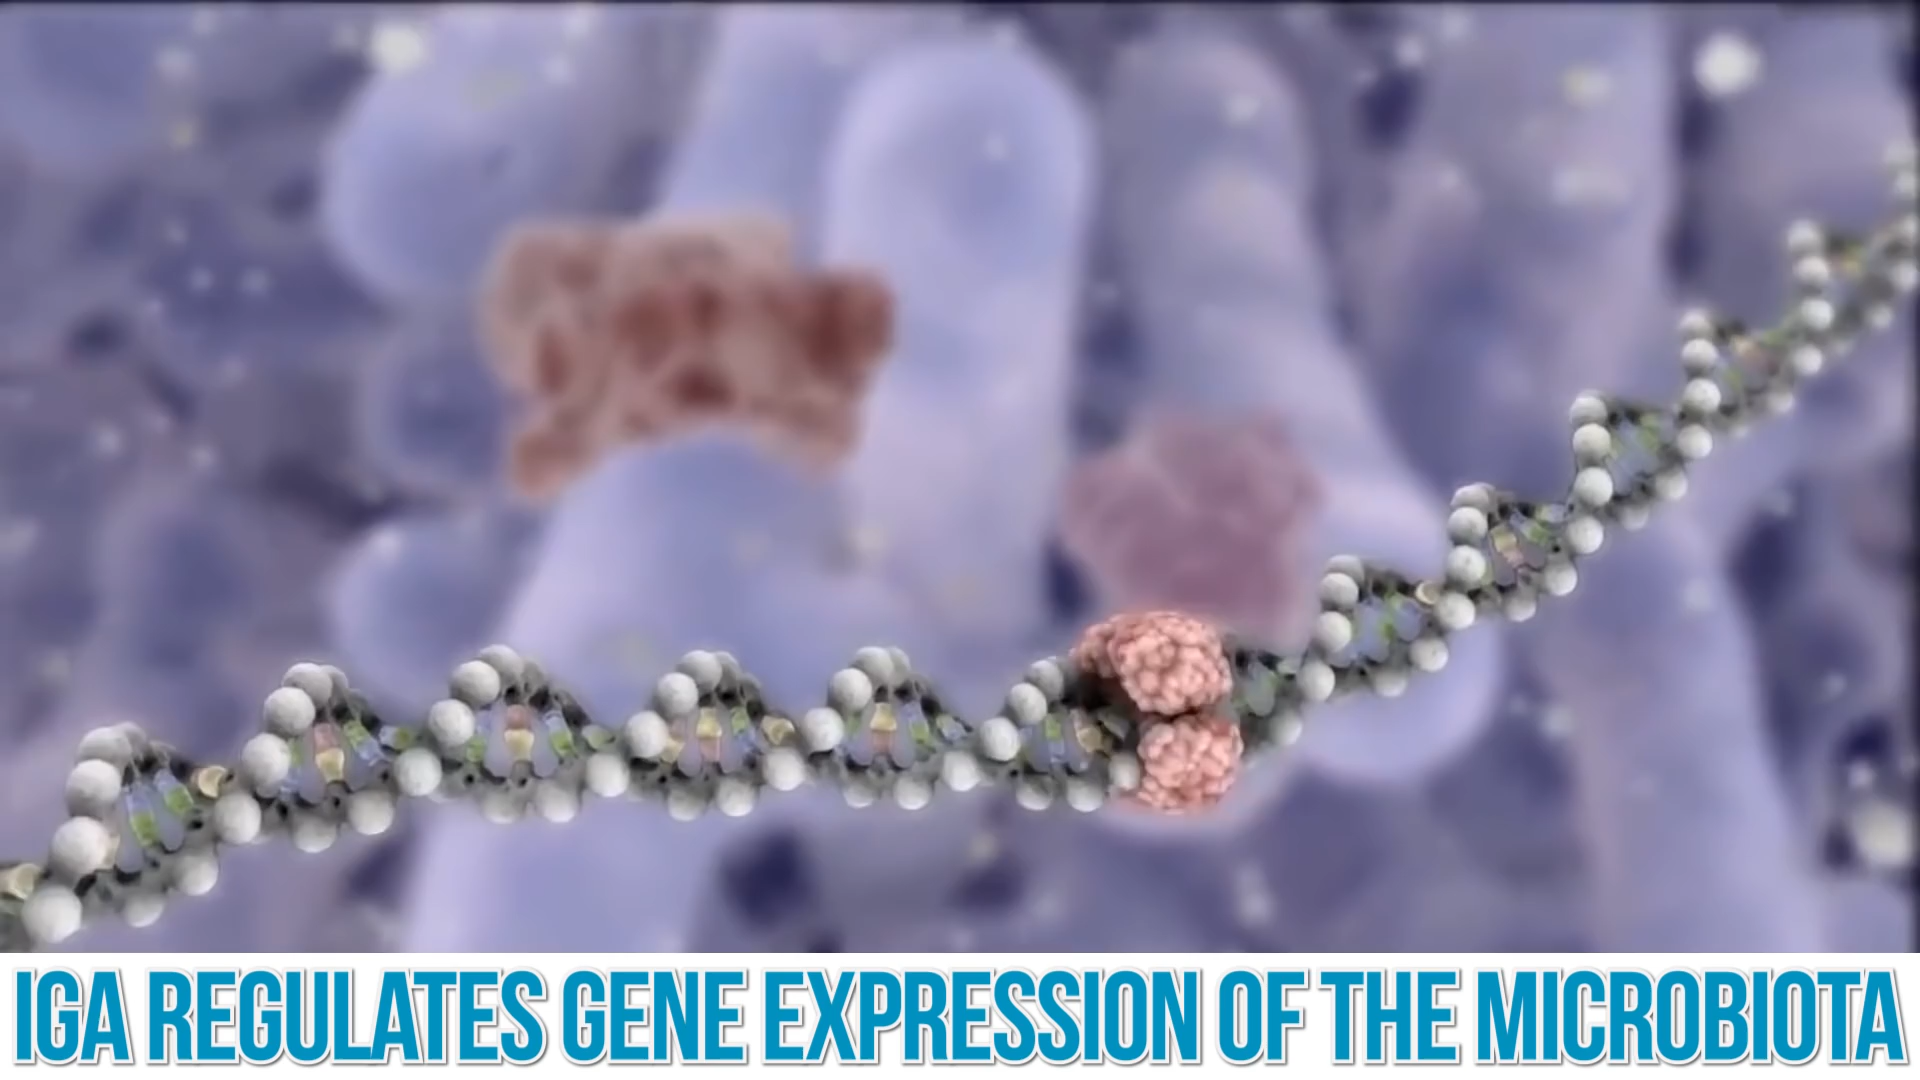 IGA REGULATES GENE EXPRESSION OF THE MICROBIOTA